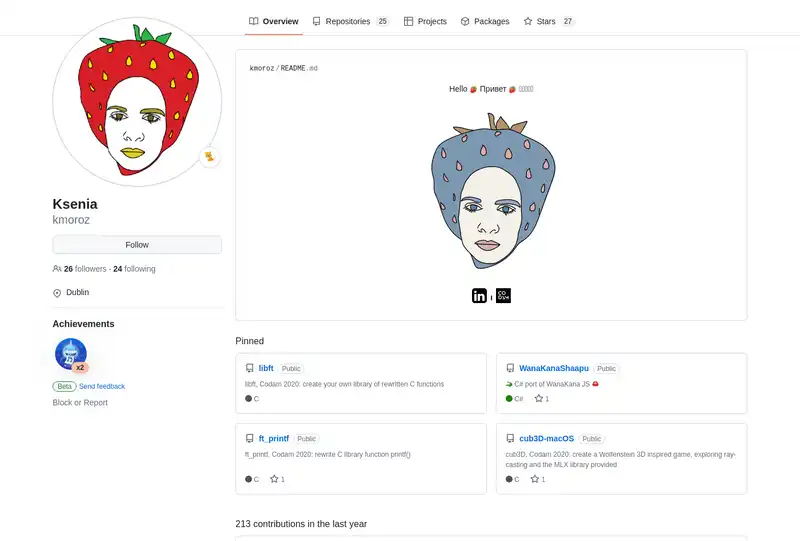 Overview
Repositories 25
Projects
Packages
Stars 27
kmoroz/README.md
Hello 🍓 Привет 🍓
in
Ksenia
kmoroz
Follow
26 followers · 24 following
Dublin
Achievements
x2
Beta Send feedback
Block or Report
Pinned
libft Public
libft, Codam 2020: create your own library of rewritten C functions
C
WanaKanaShaapu Public
C# port of WanaKana JS
C# 1
ft_printf Public
ft_printf, Codam 2020: rewrite C library function printf()
C 1
cub3D-macOS Public
cub3D, Codam 2020: create a Wolfenstein 3D inspired game, exploring ray-
casting and the MLX library provided
C 1
213 contributions in the last year